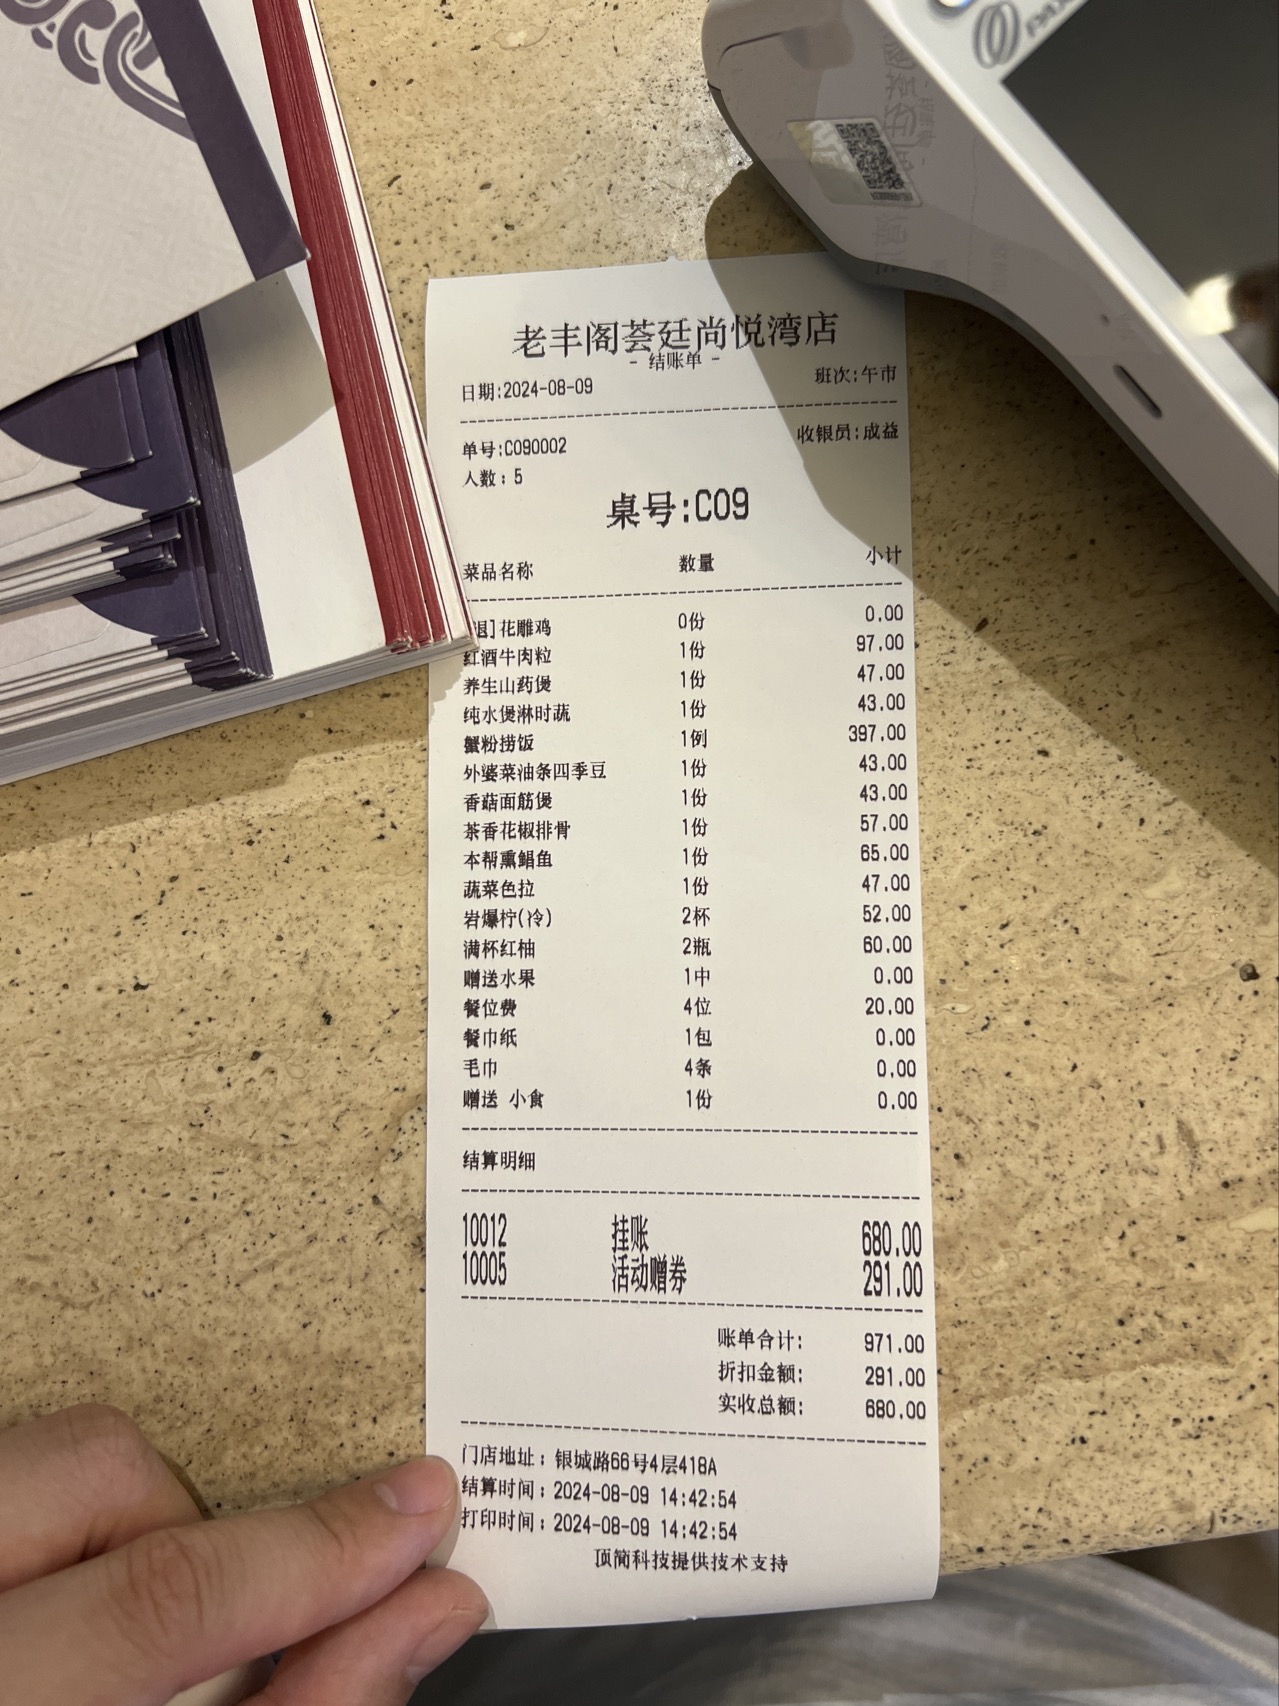 老丰阁荟廷尚悦湾店
- 结账单 -
日期:2024-08-09 班次:午市
单号:C090002 收银员:成益
人数: 5
桌号:C09
菜品名称 数量 小计
退]花雕鸡 0份 0.00
红酒牛肉粒 1份 97.00
养生山药煲 1份 47.00
纯水煲淋时蔬 1份 43.00
蟹粉捞饭 1例 397.00
外婆菜油条四季豆 1份 43.00
香菇面筋煲 1份 43.00
茶香花椒排骨 1份 57.00
本帮熏鲳鱼 1份 65.00
蔬菜色拉 1份 47.00
岩爆柠(冷) 2杯 52.00
满杯红柚 2瓶 60.00
赠送水果 1中 0.00
餐位费 4位 20.00
餐巾纸 1包 0.00
毛巾 4条 0.00
赠送 小食 1份 0.00
结算明细
10012 挂账 680.00
10005 活动赠券 291.00
账单合计: 971.00
折扣金额: 291.00
实收总额: 680.00
门店地址: 银城路66号4层418A
结算时间: 2024-08-09 14:42:54
打印时间: 2024-08-09 14:42:54
顶简科技提供技术支持